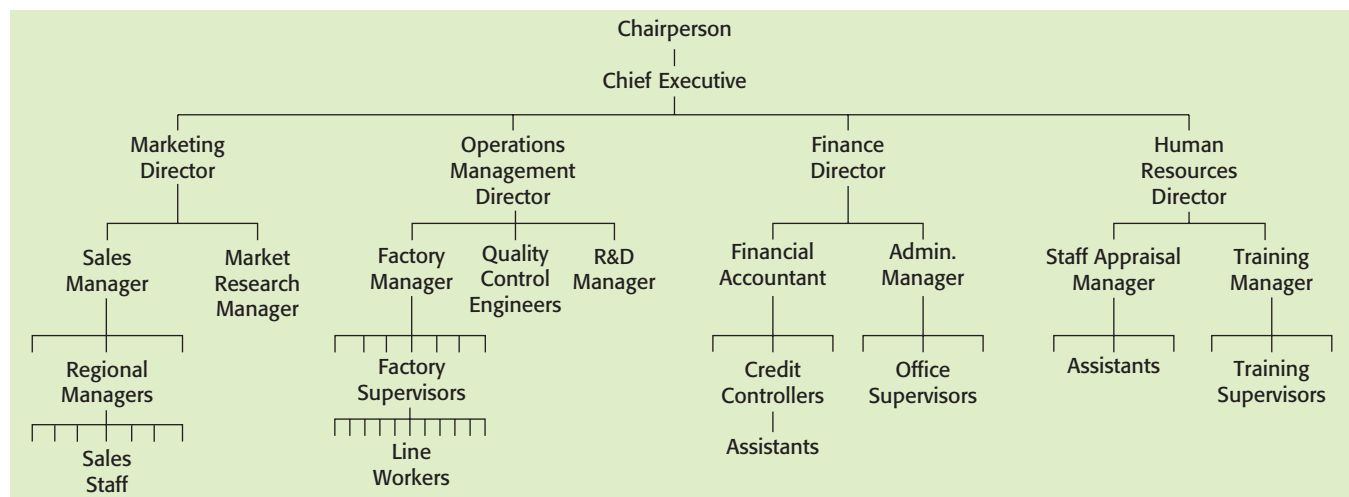 Chairperson
Chief Executive
Marketing
Director
Operations
Management
Director
Finance
Director
Human
Resources
Director
Sales
Manager
Market
Research
Manager
Factory
Manager
Quality
Control
Engineers
R&D
Manager
Financial
Accountant
Admin.
Manager
Staff Appraisal
Manager
Training
Manager
Regional
Managers
Factory
Supervisors
Credit
Controllers
Office
Supervisors
Assistants
Training
Supervisors
Sales
Staff
Line
Workers
Assistants